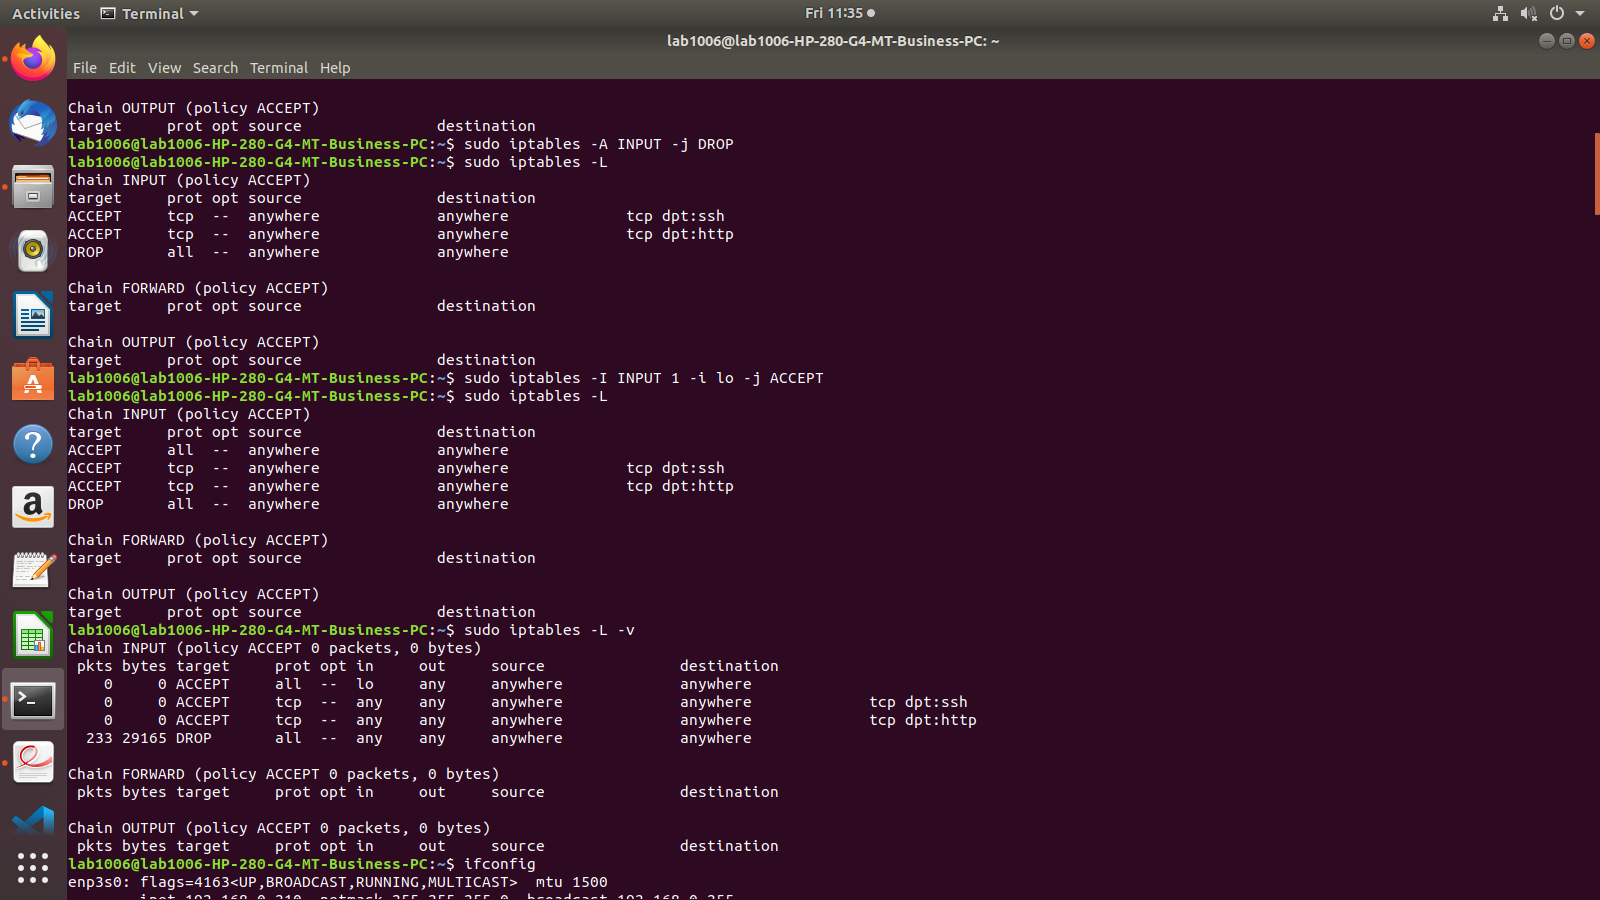 Activities Terminal Fri 11:35
lab1006@lab1006-HP-280-G4-MT-Business-PC: ~
File Edit View Search Terminal Help
Chain OUTPUT (policy ACCEPT)
target     prot opt source               destination
lab1006@lab1006-HP-280-G4-MT-Business-PC:~$ sudo iptables -A INPUT -j DROP
lab1006@lab1006-HP-280-G4-MT-Business-PC:~$ sudo iptables -L
Chain INPUT (policy ACCEPT)
target     prot opt source               destination
ACCEPT     tcp  --  anywhere             anywhere             tcp dpt:ssh
ACCEPT     tcp  --  anywhere             anywhere             tcp dpt:http
DROP       all  --  anywhere             anywhere
Chain FORWARD (policy ACCEPT)
target     prot opt source               destination
Chain OUTPUT (policy ACCEPT)
target     prot opt source               destination
lab1006@lab1006-HP-280-G4-MT-Business-PC:~$ sudo iptables -I INPUT 1 -i lo -j ACCEPT
lab1006@lab1006-HP-280-G4-MT-Business-PC:~$ sudo iptables -L
Chain INPUT (policy ACCEPT)
target     prot opt source               destination
ACCEPT     all  --  anywhere             anywhere
ACCEPT     tcp  --  anywhere             anywhere             tcp dpt:ssh
ACCEPT     tcp  --  anywhere             anywhere             tcp dpt:http
DROP       all  --  anywhere             anywhere
Chain FORWARD (policy ACCEPT)
target     prot opt source               destination
Chain OUTPUT (policy ACCEPT)
target     prot opt source               destination
lab1006@lab1006-HP-280-G4-MT-Business-PC:~$ sudo iptables -L -v
Chain INPUT (policy ACCEPT 0 packets, 0 bytes)
 pkts bytes target     prot opt in     out     source               destination
    0     0 ACCEPT     all  --  lo     any     anywhere             anywhere
    0     0 ACCEPT     tcp  --  any    any     anywhere             anywhere             tcp dpt:ssh
    0     0 ACCEPT     tcp  --  any    any     anywhere             anywhere             tcp dpt:http
  233 29165 DROP       all  --  any    any     anywhere             anywhere
Chain FORWARD (policy ACCEPT 0 packets, 0 bytes)
 pkts bytes target     prot opt in     out     source               destination
Chain OUTPUT (policy ACCEPT 0 packets, 0 bytes)
 pkts bytes target     prot opt in     out     source               destination
lab1006@lab1006-HP-280-G4-MT-Business-PC:~$ ifconfig
enp3s0: flags=4163<UP,BROADCAST,RUNNING,MULTICAST>  mtu 1500